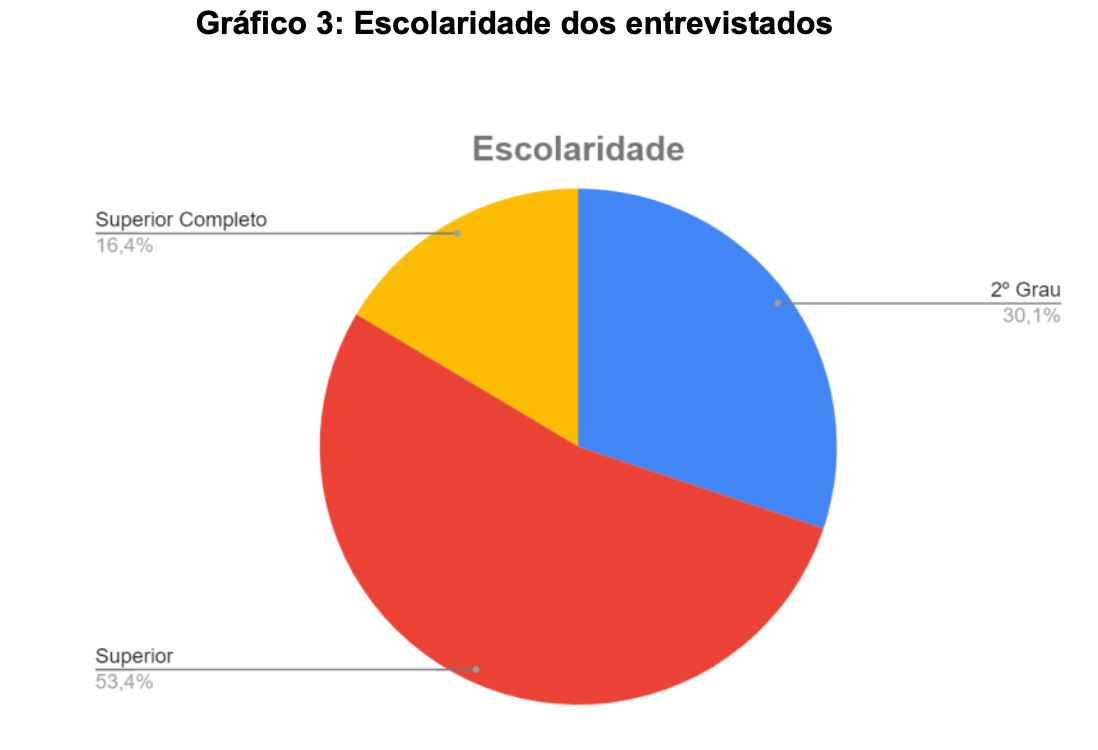 Gráfico 3: Escolaridade dos entrevistados
Escolaridade
Superior Completo
16,4%
2º Grau
30,1%
Superior
53,4%